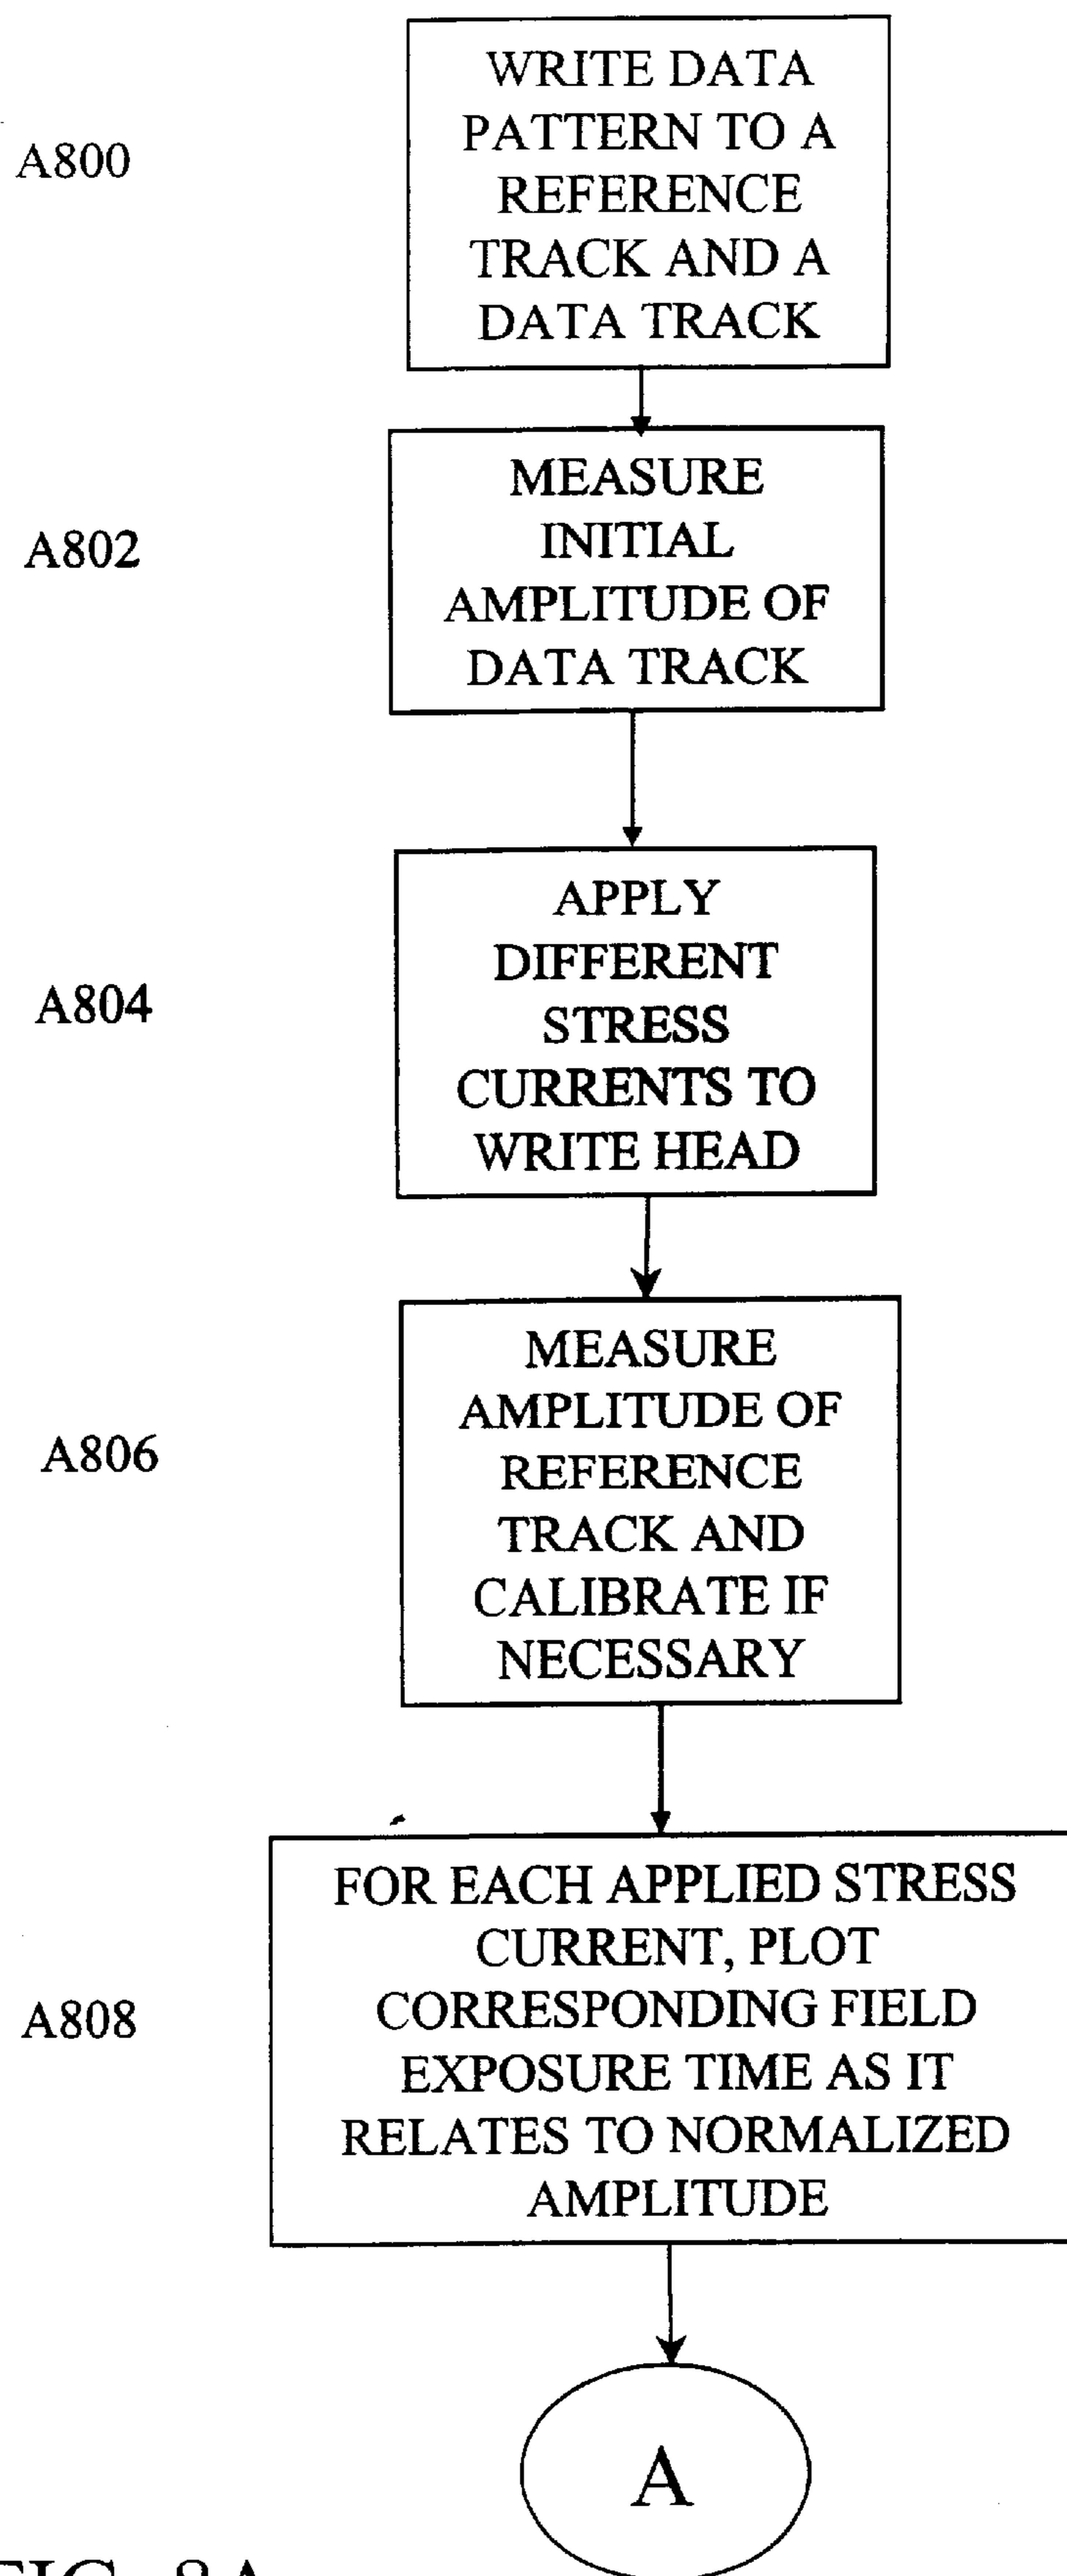 A800
WRITE DATA
PATTERN TO A
REFERENCE
TRACK AND A
DATA TRACK
A802
MEASURE
INITIAL
AMPLITUDE OF
DATA TRACK
A804
APPLY
DIFFERENT
STRESS
CURRENTS TO
WRITE HEAD
A806
MEASURE
AMPLITUDE OF
REFERENCE
TRACK AND
CALIBRATE IF
NECESSARY
A808
FOR EACH APPLIED STRESS
CURRENT, PLOT
CORRESPONDING FIELD
EXPOSURE TIME AS IT
RELATES TO NORMALIZED
AMPLITUDE
A
FIG. 8A